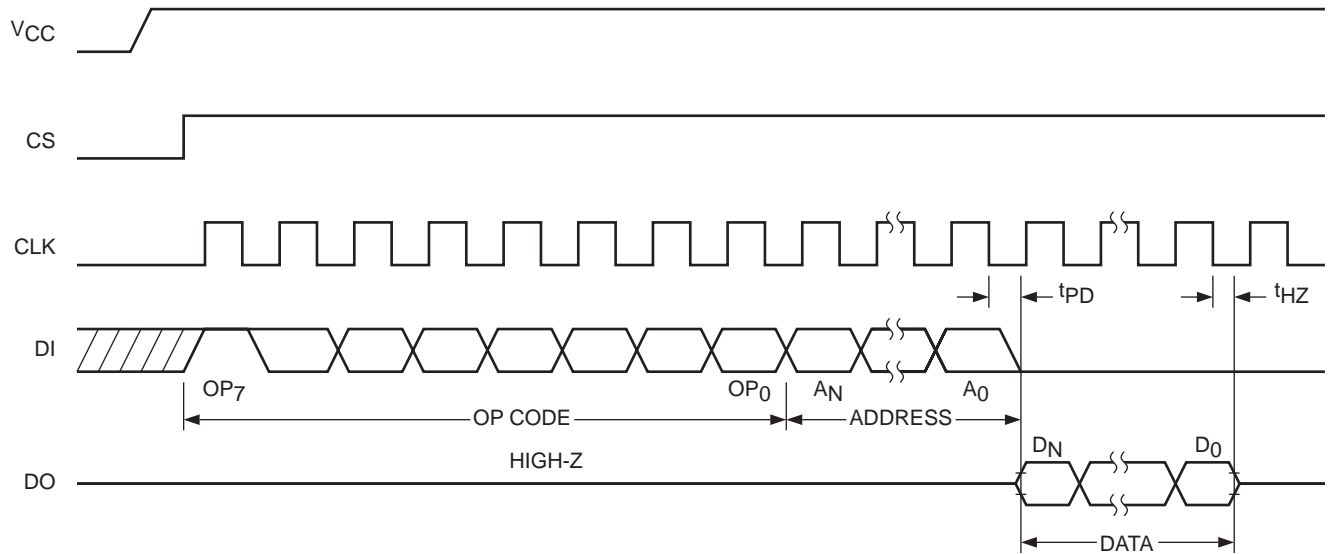 VCC
CS
CLK
tPD
tHZ
DI
OP7
OP0
AN
A0
OP CODE
ADDRESS
HIGH-Z
DN
D0
DO
DATA